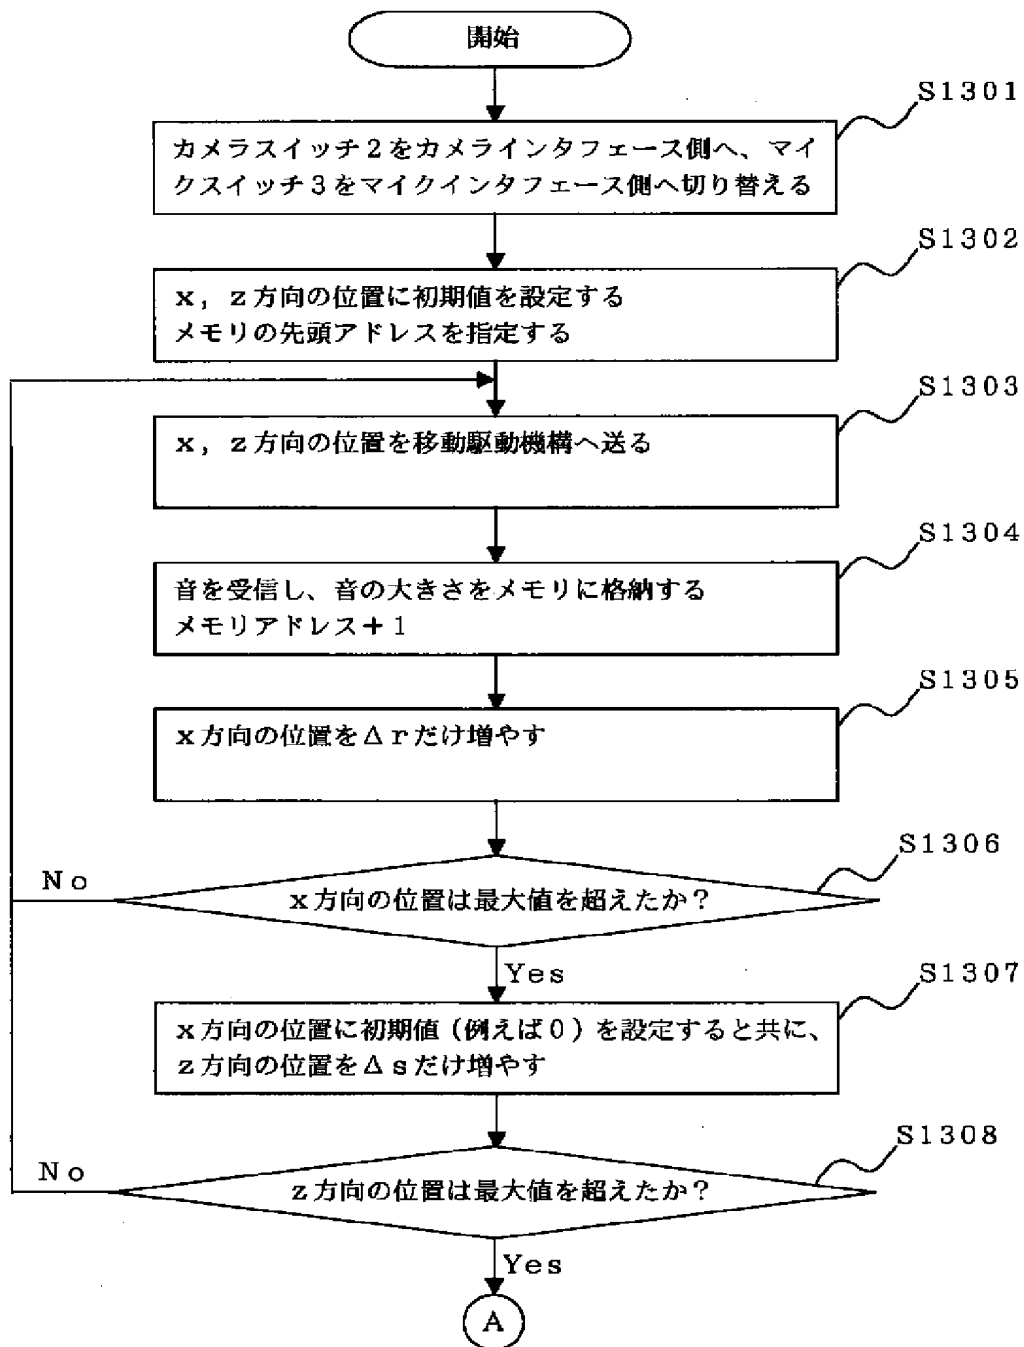 開始
S1301
カメラスイッチ2をカメラインタフェース側へ、マイ
クスイッチ3をマイクインタフェース側へ切り替える
S1302
x,z方向の位置に初期値を設定する
メモリの先頭アドレスを指定する
S1303
x,z方向の位置を移動駆動機構へ送る
S1304
音を受信し、音の大きさをメモリに格納する
メモリアドレス+1
S1305
x方向の位置をΔrだけ増やす
S1306
No
x方向の位置は最大値を超えたか?
Yes
S1307
x方向の位置に初期値(例えば0)を設定すると共に、
z方向の位置をΔsだけ増やす
S1308
No
z方向の位置は最大値を超えたか?
Yes
A